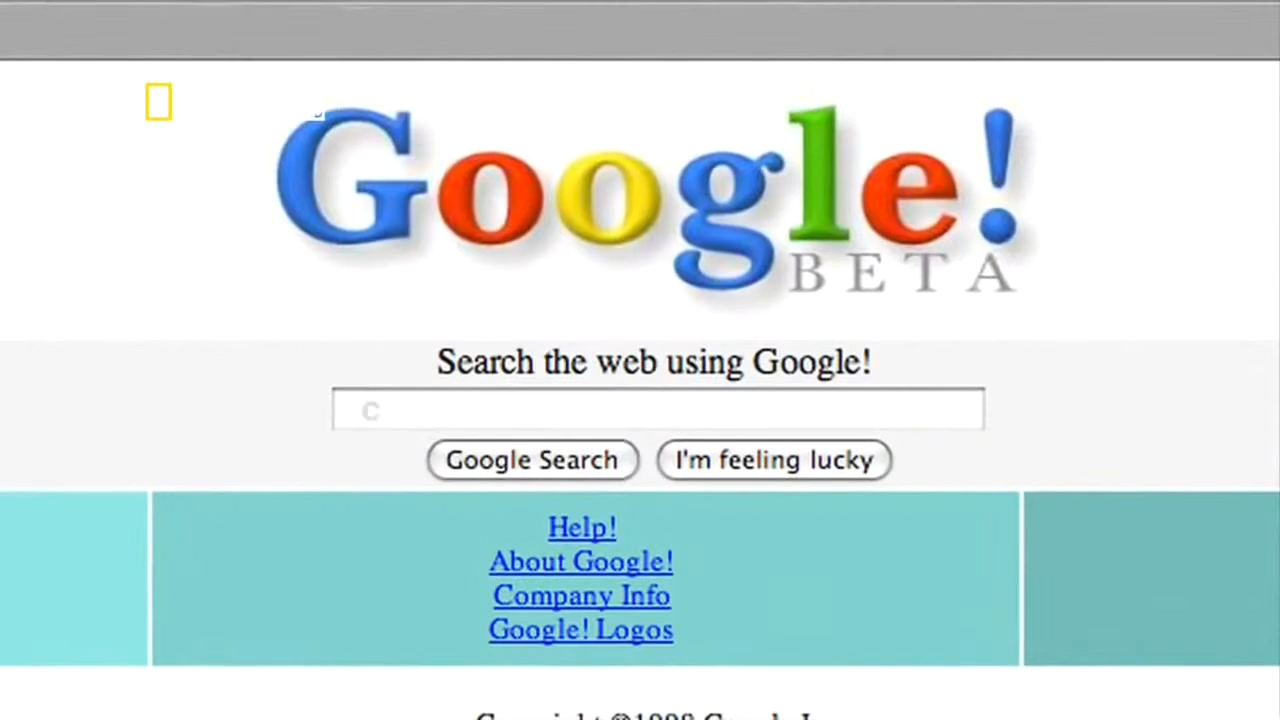 Google!
BETA
Search the web using Google!
C
Google Search I'm feeling lucky
Help!
About Google!
Company Info
Google! Logos